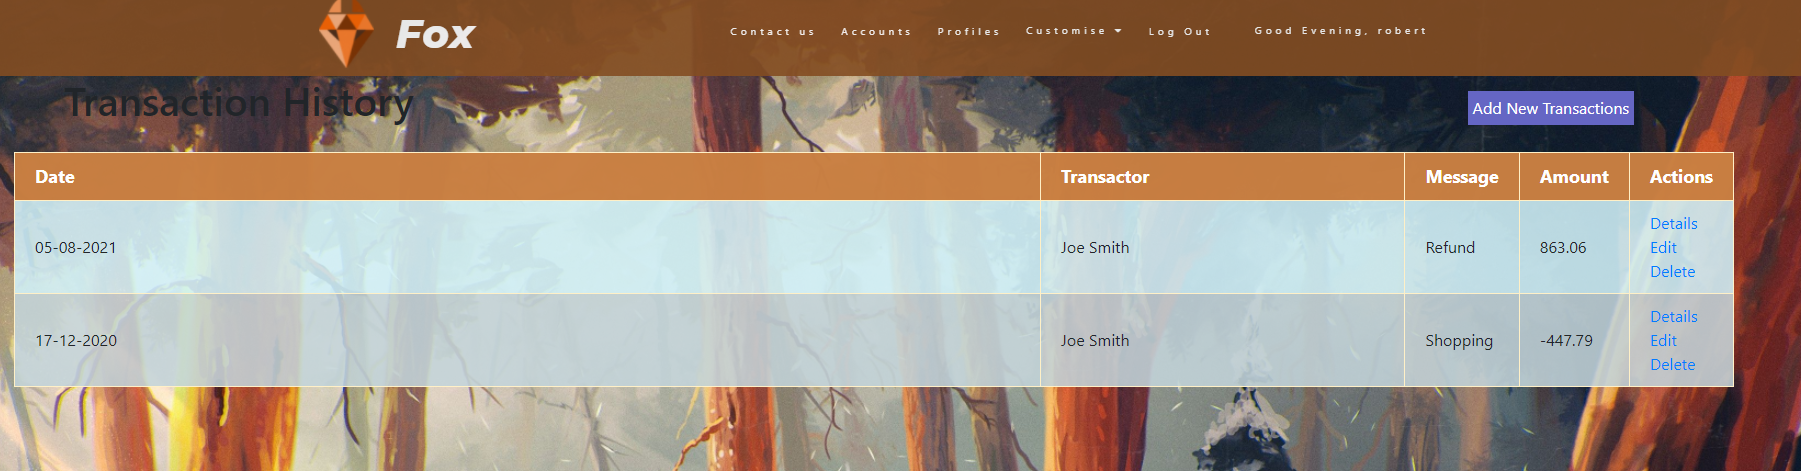 Fox
Contact us Accounts Profiles Customise Log Out Good Evening, robert
Transaction History
Add New Transactions
Date Transactor Message Amount Actions
05-08-2021 Joe Smith Refund 863.06 Details
Edit
Delete
17-12-2020 Joe Smith Shopping -447.79 Details
Edit
Delete